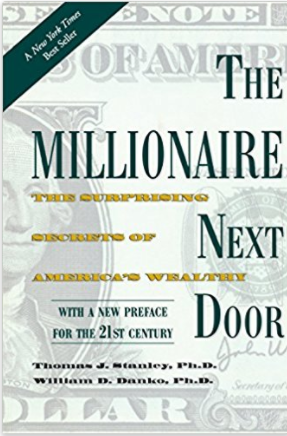 A New York Times
Best Seller
THE
MILLIONAIRE
THE SURPRISING
SECRETS OF
NEXT
AMERICA'S WEALTHY
WITH A NEW PREFACE
FOR THE 21ST CENTURY
DOOR
Thomas J. Stanley, Ph.D.
William D. Danko, Ph.D.